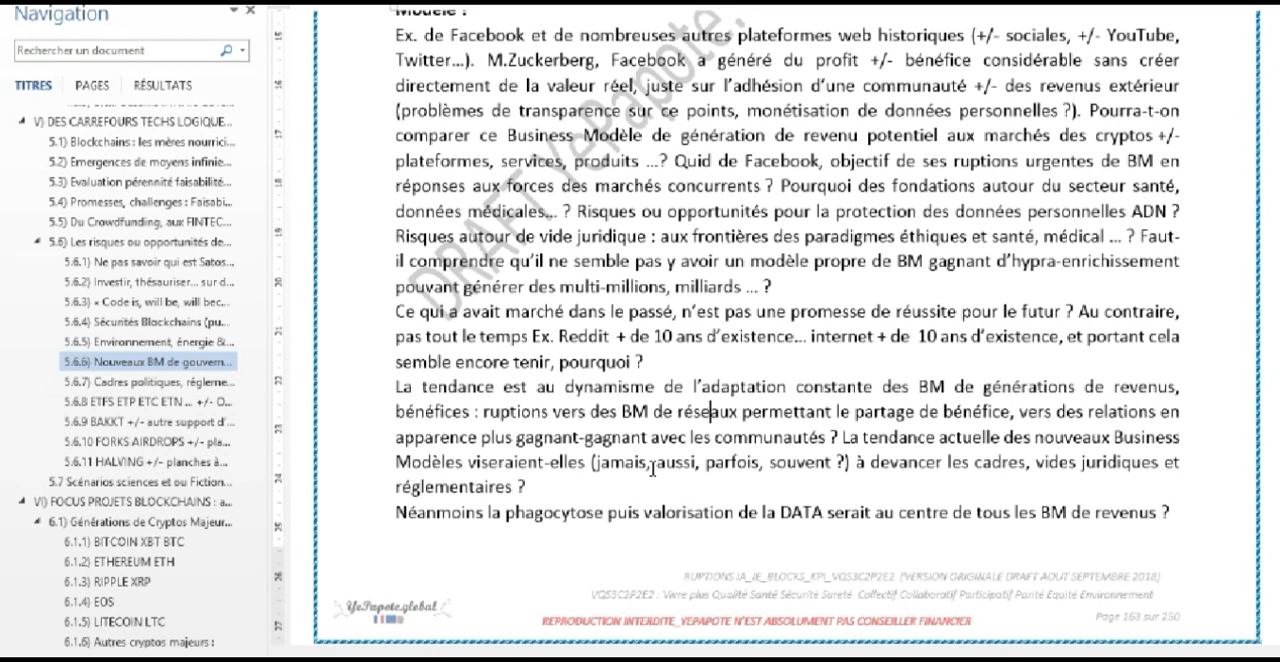 Navigation
Rechercher un document
TITRES PAGES RÉSULTATS
V) DES CARREFOURS TECHS LOGIQUE...
5.1) Blockchains : les mères nourrici...
5.2) Emergences de moyens infinie...
5.3) Evaluation pérennité faisabilité...
5.4) Promesses, challenges : Faisabi...
5.5) Du Crowdfunding, aux FINTEC...
5.6) Les risques ou opportunités de...
5.6.1) Ne pas savoir qui est Satos...
5.6.2) Investir, thésauriser... sur d...
5.6.3) « Code is, will be, will bec...
5.6.4) Sécurités Blockchains (pu...
5.6.5) Environnement, énergie &...
5.6.6) Nouveaux BM de gouvern...
5.6.7) Cadres politiques, régleme...
5.6.8 ETFS ETP ETC ETN ... +/- O...
5.6.9 BAKKT +/- autre support d'...
5.6.10 FORKS AIRDROPS +/- pla...
5.6.11 HALVING +/- planches à...
5.7 Scénarios sciences et ou Fiction...
VI) FOCUS PROJETS BLOCKCHAINS : a...
6.1) Générations de Cryptos Majeur...
6.1.1) BITCOIN XBT BTC
6.1.2) ETHEREUM ETH
6.1.3) RIPPLE XRP
6.1.4) EOS
6.1.5) LITECOIN LTC
6.1.6) Autres cryptos majeurs :
Modèle :
Ex. de Facebook et de nombreuses autres plateformes web historiques (+/- sociales, +/- YouTube,
Twitter...). M.Zuckerberg, Facebook a généré du profit +/- bénéfice considérable sans créer
directement de la valeur réel, juste sur l'adhésion d'une communauté +/- des revenus extérieur
(problèmes de transparence sur ce points, monétisation de données personnelles ?). Pourra-t-on
comparer ce Business Modèle de génération de revenu potentiel aux marchés des cryptos +/-
plateformes, services, produits ...? Quid de Facebook, objectif de ses ruptions urgentes de BM en
réponses aux forces des marchés concurrents ? Pourquoi des fondations autour du secteur santé,
données médicales... ? Risques ou opportunités pour la protection des données personnelles ADN ?
Risques autour de vide juridique : aux frontières des paradigmes éthiques et santé, médical ... ? Faut-
il comprendre qu'il ne semble pas y avoir un modèle propre de BM gagnant d'hypra-enrichissement
pouvant générer des multi-millions, milliards ... ?
Ce qui a avait marché dans le passé, n'est pas une promesse de réussite pour le futur ? Au contraire,
pas tout le temps Ex. Reddit + de 10 ans d'existence... internet + de 10 ans d'existence, et portant cela
semble encore tenir, pourquoi ?
La tendance est au dynamisme de l'adaptation constante des BM de générations de revenus,
bénéfices : ruptions vers des BM de réseaux permettant le partage de bénéfice, vers des relations en
apparence plus gagnant-gagnant avec les communautés ? La tendance actuelle des nouveaux Business
Modèles viseraient-elles (jamais, aussi, parfois, souvent ?) à devancer les cadres, vides juridiques et
réglementaires ?
Néanmoins la phagocytose puis valorisation de la DATA serait au centre de tous les BM de revenus ?
DRAFT YePapote.
RUPTIONS IA_IE_BLOCKS_KPI_VQS3C2P2E2 (VERSION ORIGINALE DRAFT AOUT SEPTEMBRE 2018)
VQS3C2P2E2 : Vivre plus Qualité Santé Sécurité Sureté Collectif Collaboratif Participatif Parité Equité Environnement
YePapote.global
REPRODUCTION INTERDITE_YEPAPOTE N'EST ABSOLUMENT PAS CONSEILLER FINANCIER
Page 163 sur 250